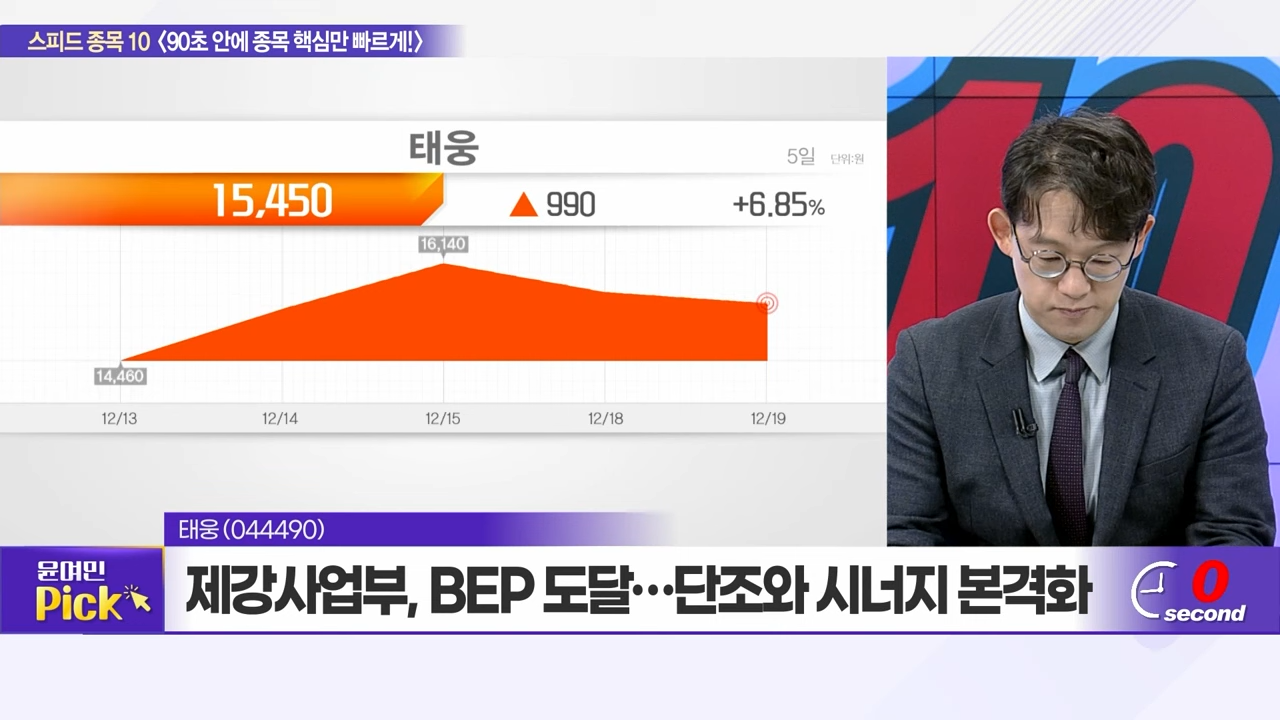 스피드 종목 10 〈90초 안에 종목 핵심만 빠르게!〉
태웅
5일 단위:원
15,450 ▲ 990 +6.85%
16,140
14,460
12/13 12/14 12/15 12/18 12/19
태웅 (044490)
윤여민
Pick
제강사업부, BEP 도달…단조와 시너지 본격화
0
second
10